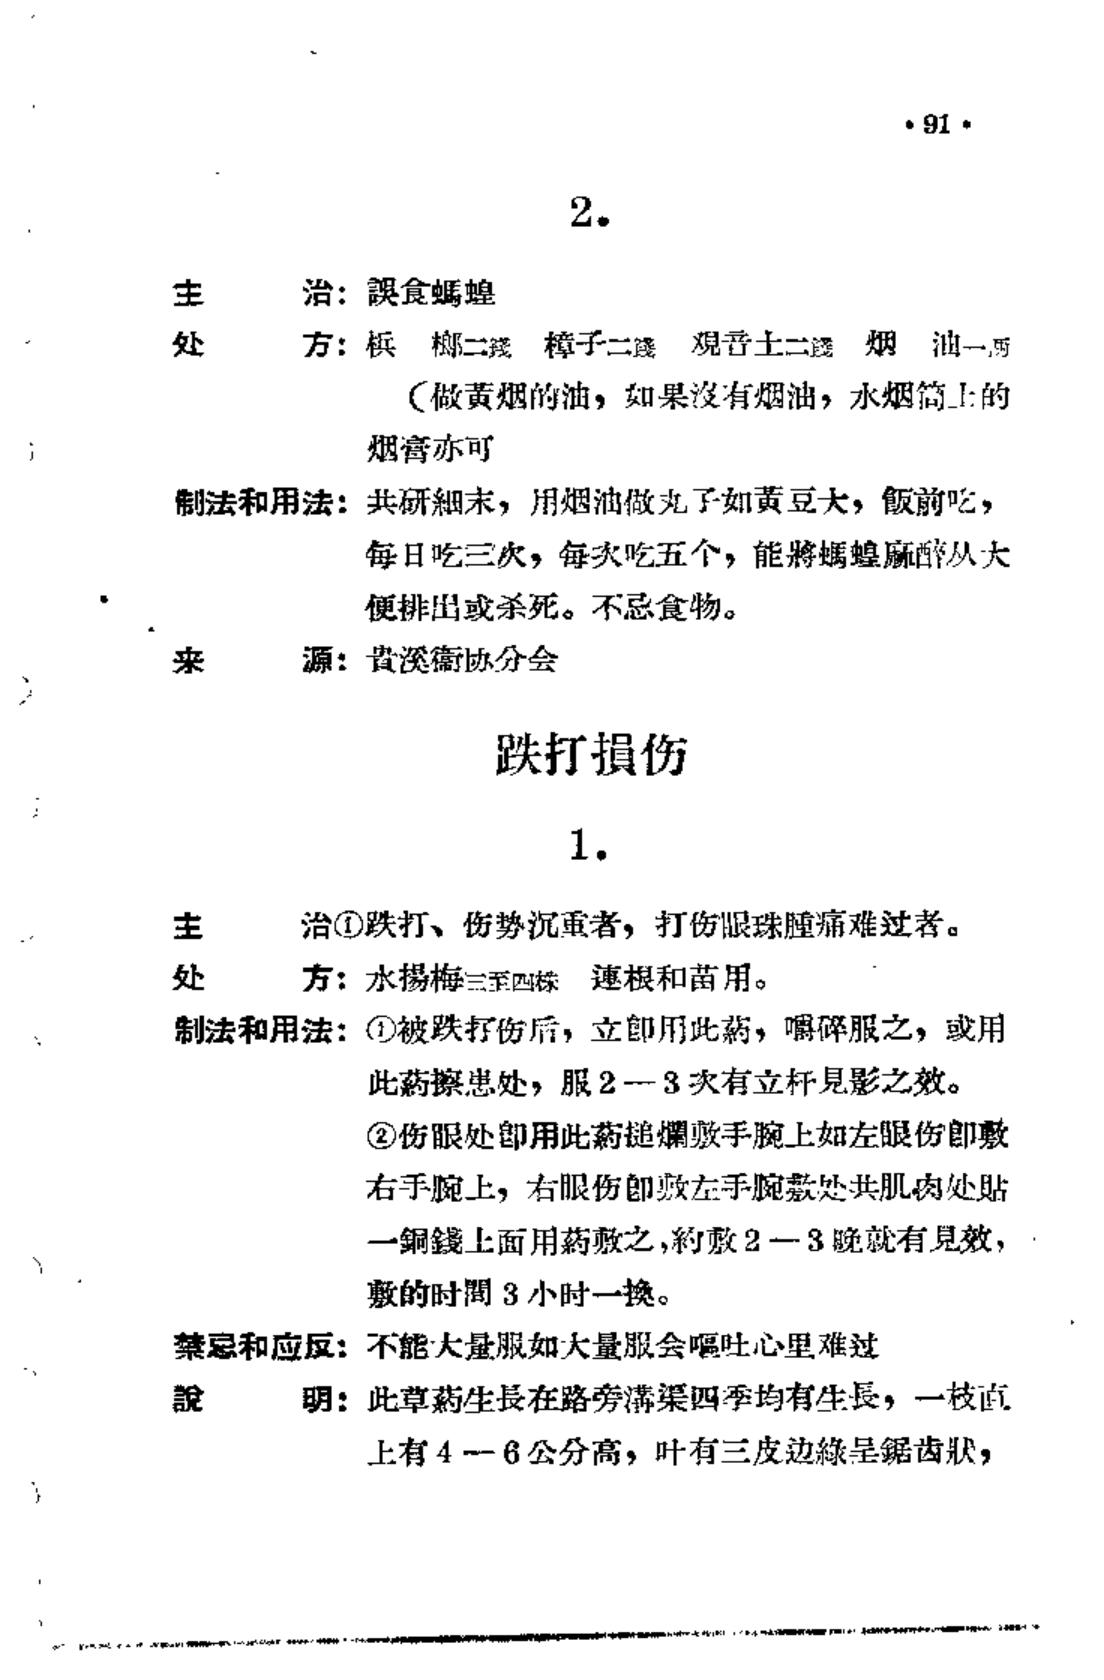 •91•
2.
主　　　治：誤食螞蝗
处　　　方：梹　榔二錢　樟子二錢　观音土二錢　烟　油一两
（做黃烟的油，如果沒有烟油，水烟筒上的
烟膏亦可
制法和用法：共研細末，用烟油做丸子如黃豆大，飯前吃，
每日吃三次，每次吃五个，能將螞蝗麻醉从大
便排出或杀死。不忌食物。
来　　　源：貴溪衞协分会
跌打損伤
1.
主　　　治①跌打、伤势沉重者，打伤眼珠腫痛难过者。
处　　　方：水揚梅三至四株　連根和苗用。
制法和用法：①被跌打伤后，立卽用此葯，嚼碎服之，或用
此葯擦患处，服2—3次有立杆見影之效。
②伤眼处卽用此葯搥爛敷手腕上如左眼伤卽敷
右手腕上，右眼伤卽敷左手腕敷处共肌肉处貼
一銅錢上面用葯敷之，約敷2—3晚就有見效，
敷的时間3小时一换。
禁忌和应反：不能大量服如大量服会嘔吐心里难过
說　　　明：此草葯生長在路旁溝渠四季均有生長，一枝直
上有4—6公分高，叶有三皮边綠呈鋸齿狀，